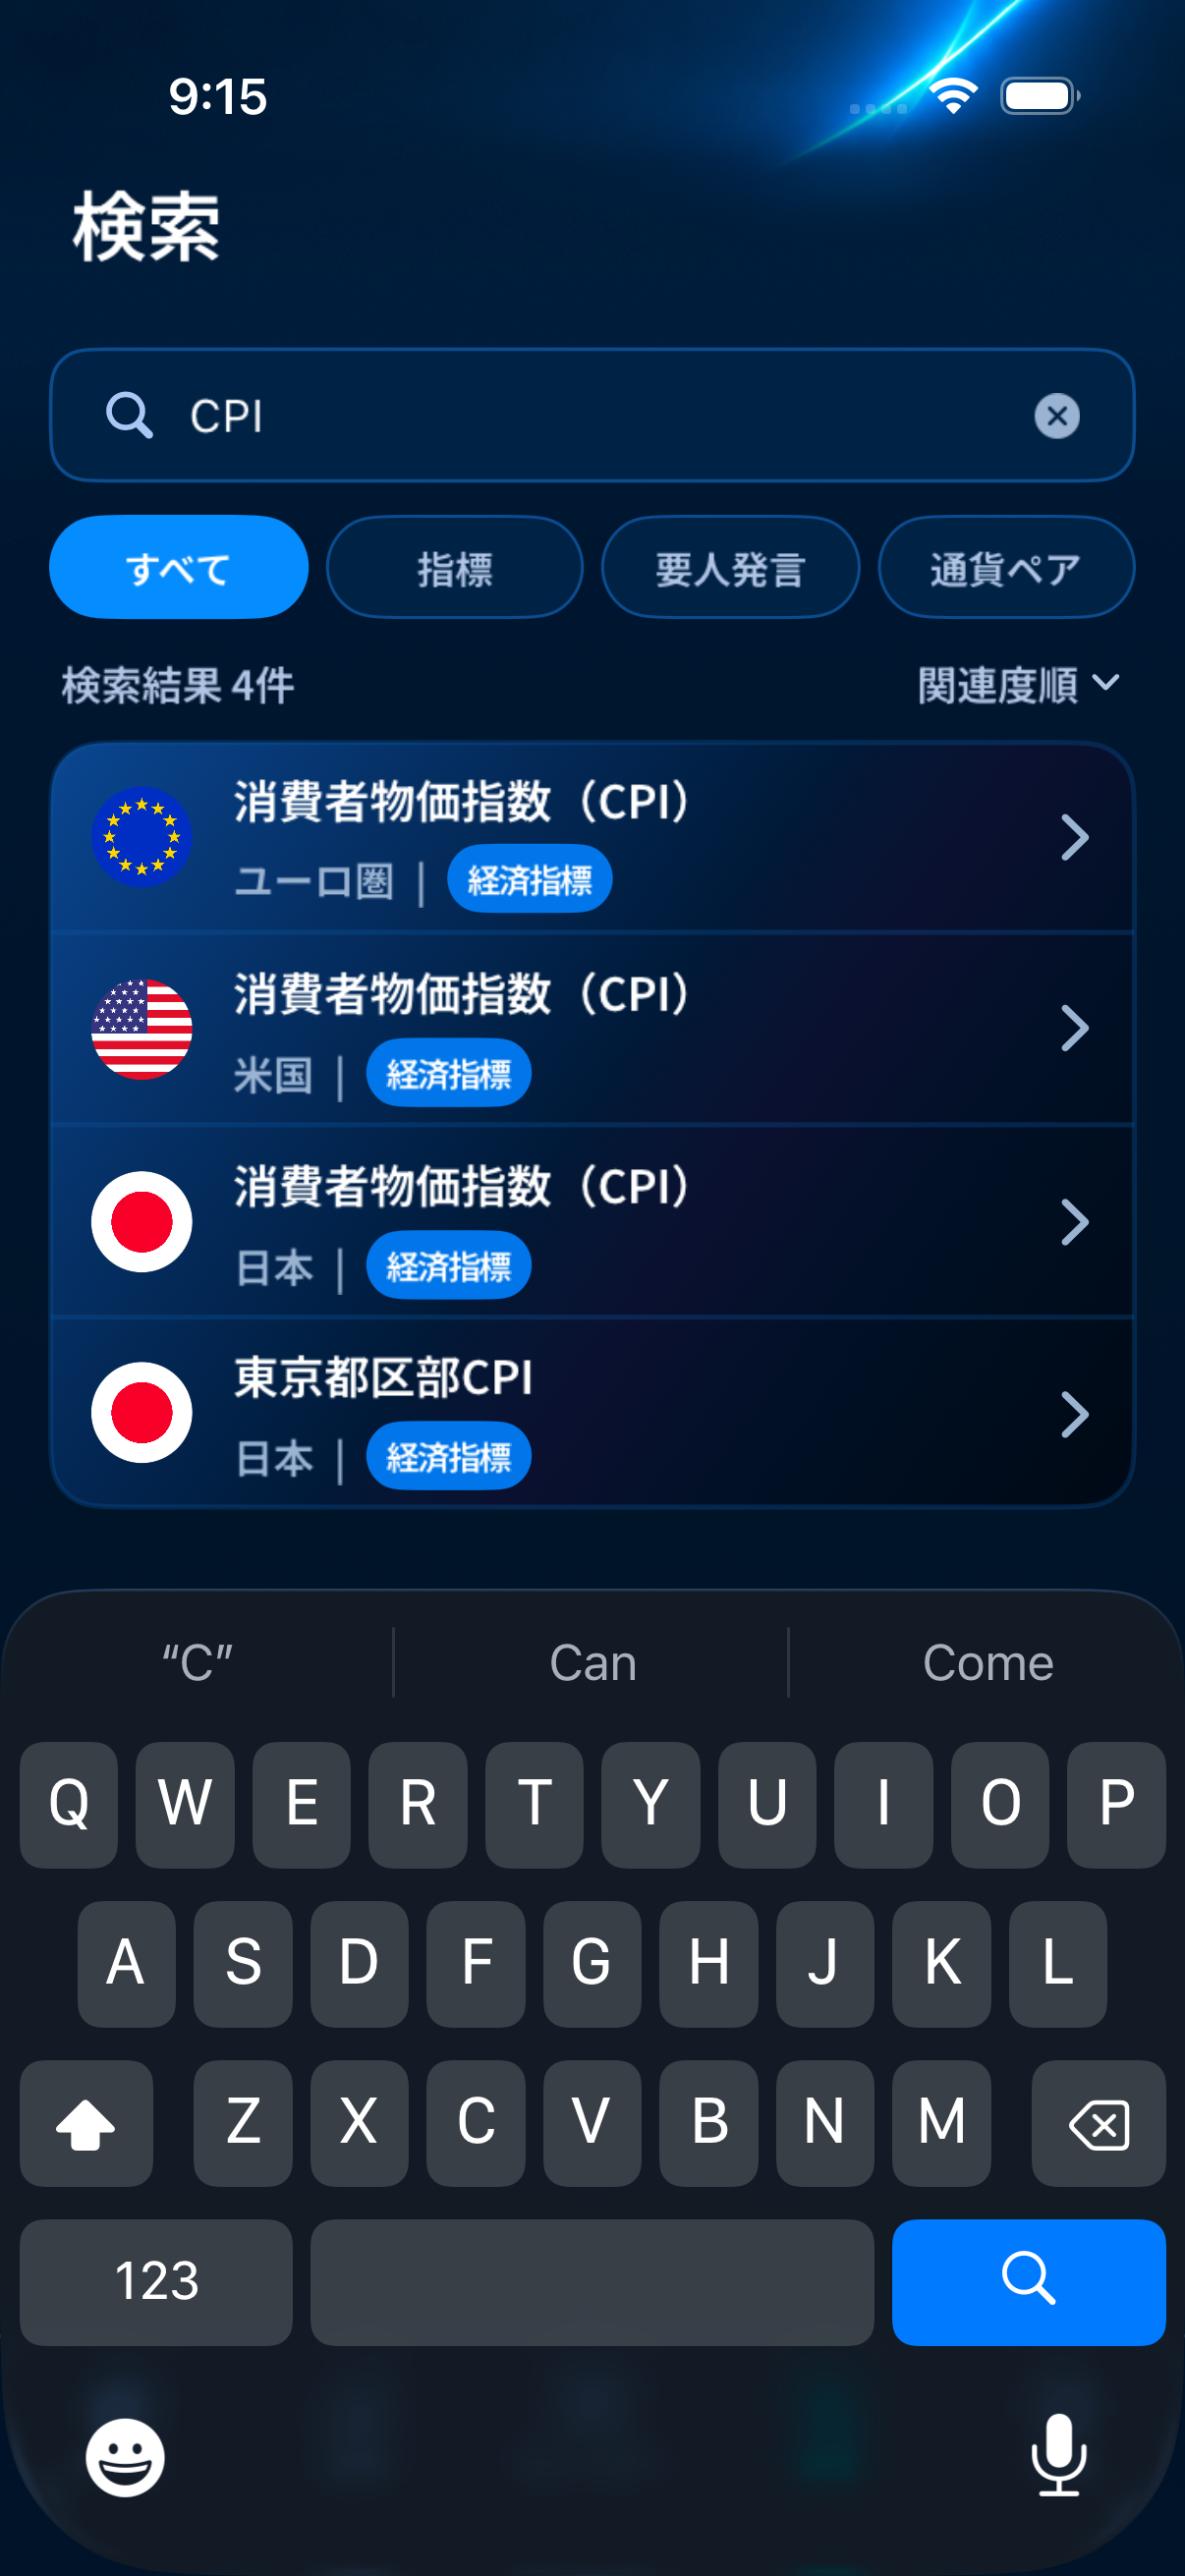 9:15
検索
CPI
すべて
指標
要人発言
通貨ペア
検索結果 4件
関連度順
消費者物価指数（CPI）
ユーロ圏 | 経済指標
消費者物価指数（CPI）
米国 | 経済指標
消費者物価指数（CPI）
日本 | 経済指標
東京都区部CPI
日本 | 経済指標
“C”
Can
Come
Q W E R T Y U I O P
A S D F G H J K L
Z X C V B N M
123